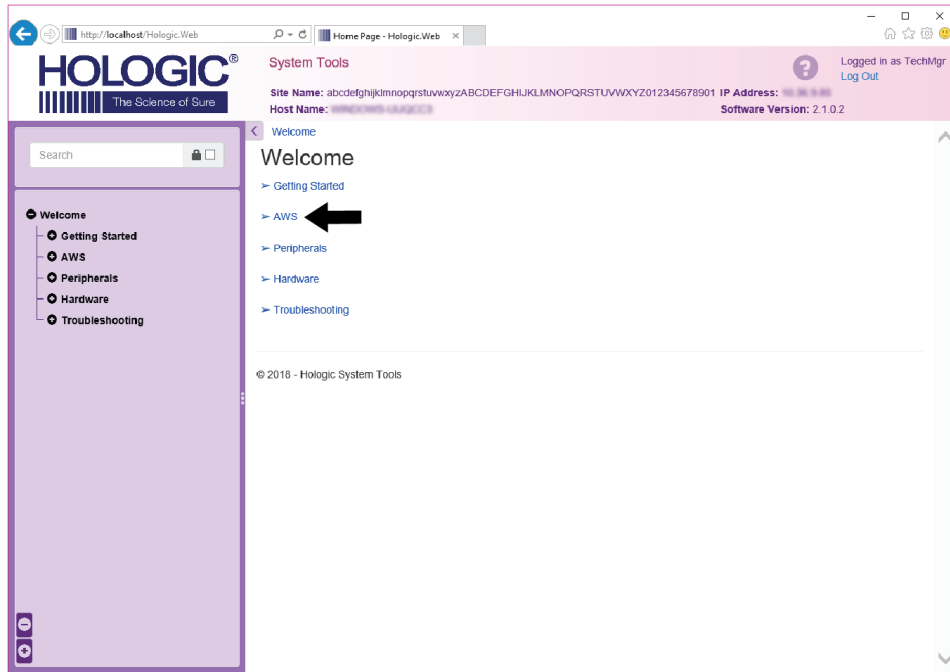 http://localhost/Hologic.Web
Home Page - Hologic.Web
HOLOGIC®
The Science of Sure
System Tools
Logged in as TechMgr
Log Out
Site Name: abcdefghijklmnopqrstuvwxyzABCDEFGHIJKLMNOPQRSTUVWXYZ012345678901 IP Address:
Host Name:
Software Version: 2.1.0.2
Search
Welcome
Getting Started
AWS
Peripherals
Hardware
Troubleshooting
Welcome
Welcome
➢ Getting Started
➢ AWS
➢ Peripherals
➢ Hardware
➢ Troubleshooting
© 2018 - Hologic System Tools